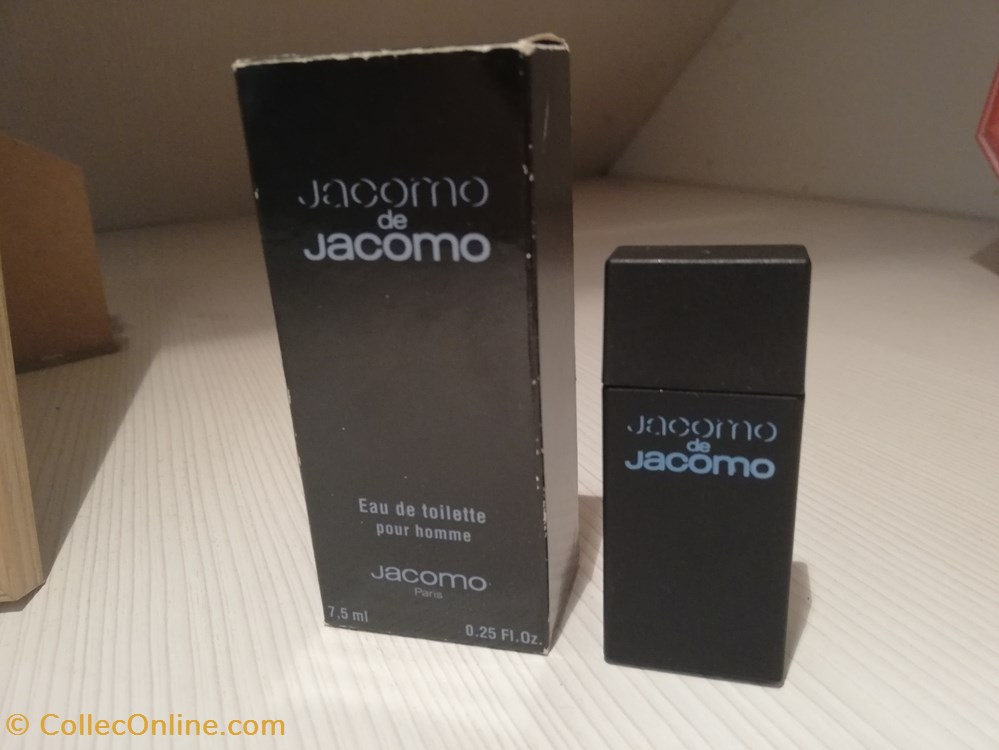 Jacomo
de
Jacomo
Eau de toilette
pour homme
Jacomo
Paris
7,5 ml
0.25 Fl.Oz.
Jacomo
de
Jacomo
© CollecOnline.com